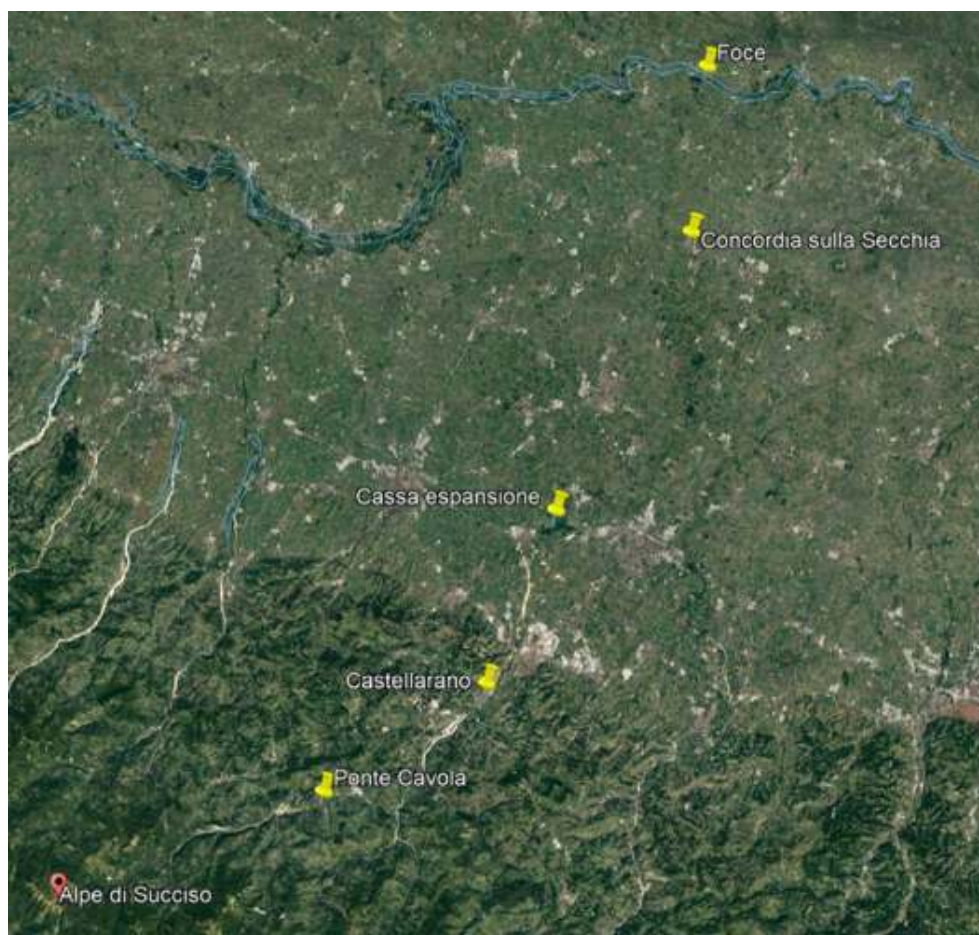 Foce
Concordia sulla Secchia
Cassa espansione
Castellarano
Ponte Cavola
Alpe di Succiso